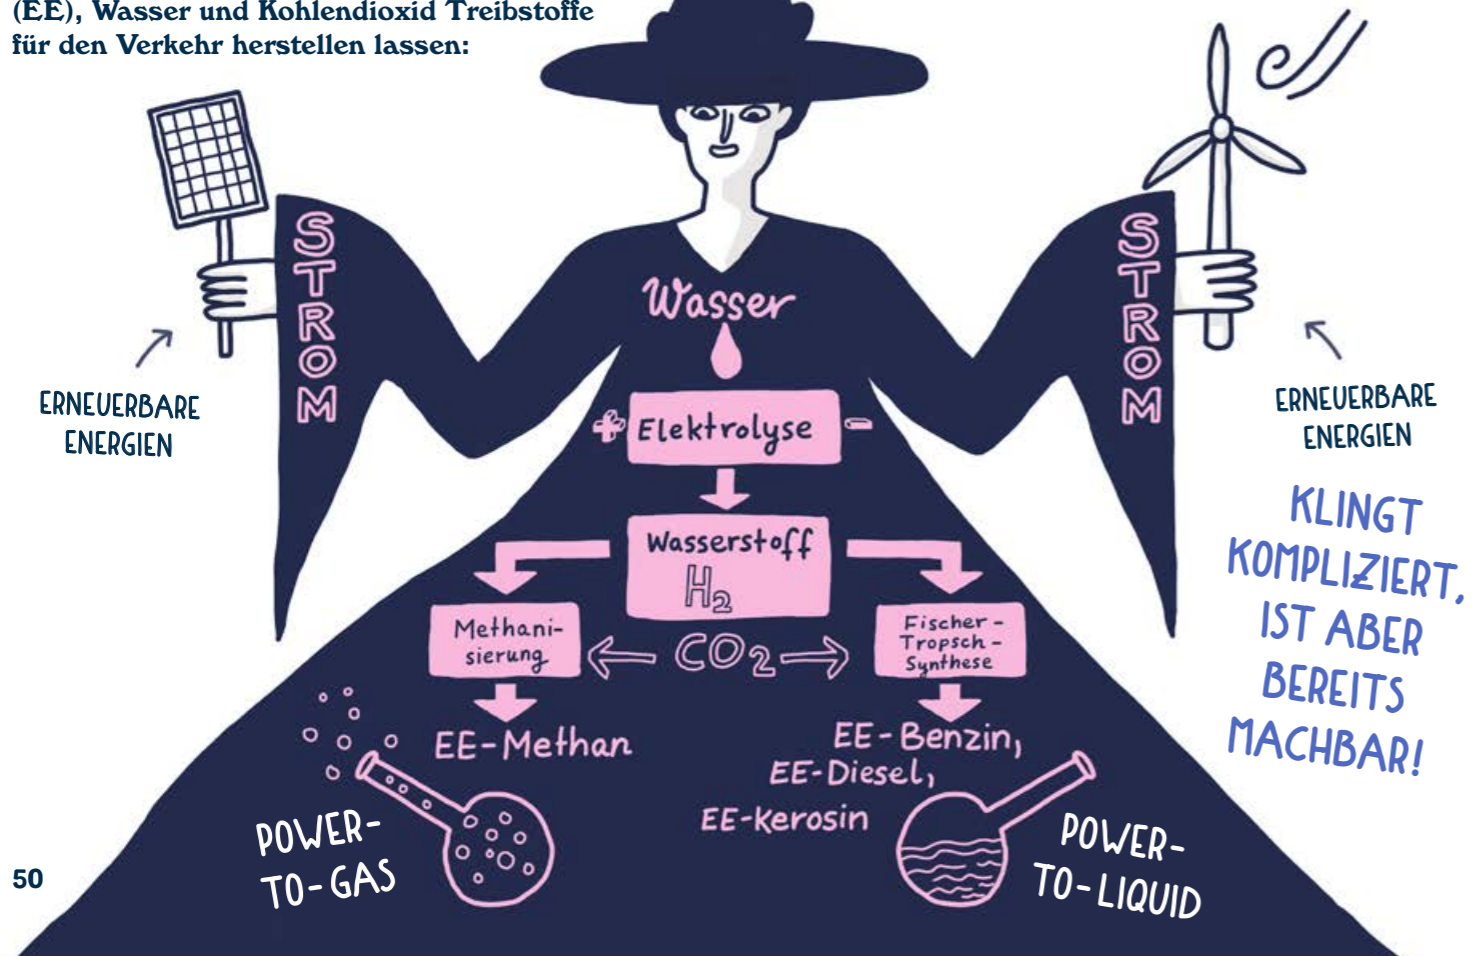 (EE), Wasser und Kohlendioxid Treibstoffe
für den Verkehr herstellen lassen:
STROM
STROM
ERNEUERBARE
ENERGIEN
ERNEUERBARE
ENERGIEN
Wasser
+ Elektrolyse -
Wasserstoff
H₂
Methani-
sierung
CO₂
Fischer-
Tropsch-
Synthese
EE-Methan
EE-Benzin,
EE-Diesel,
EE-Kerosin
POWER-
TO-GAS
POWER-
TO-LIQUID
KLINGT
KOMPLIZIERT,
IST ABER
BEREITS
MACHBAR!
50